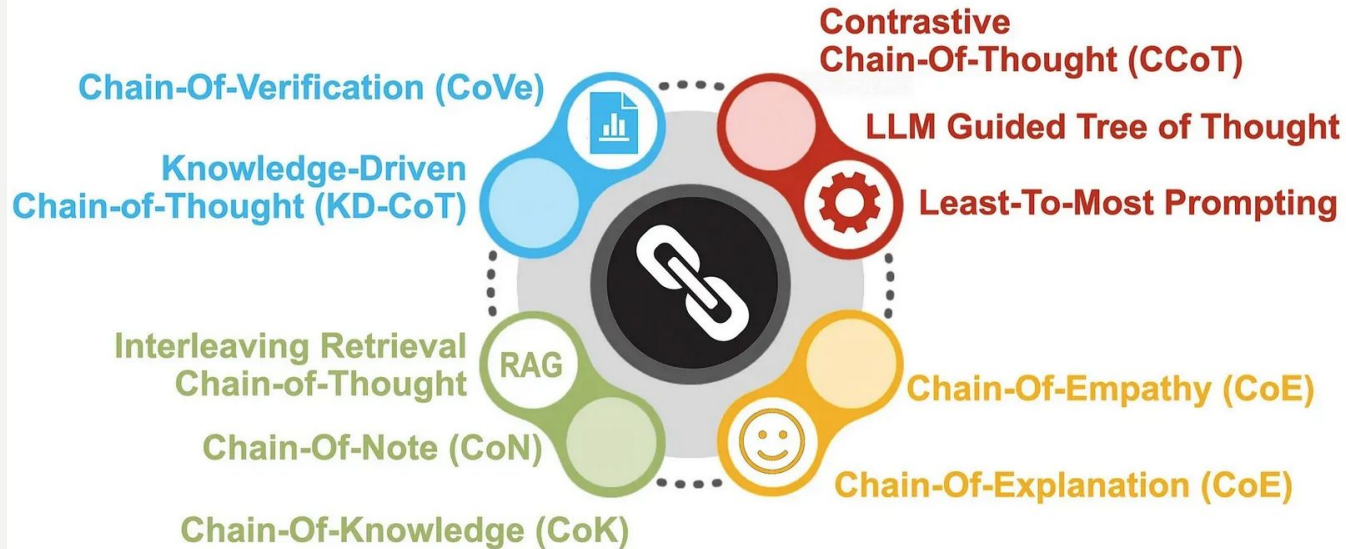 Contrastive
Chain-Of-Thought (CCoT)
Chain-Of-Verification (CoVe)
LLM Guided Tree of Thought
Knowledge-Driven
Chain-of-Thought (KD-CoT)
Least-To-Most Prompting
Interleaving Retrieval
Chain-of-Thought
RAG
Chain-Of-Empathy (CoE)
Chain-Of-Note (CoN)
Chain-Of-Explanation (CoE)
Chain-Of-Knowledge (CoK)